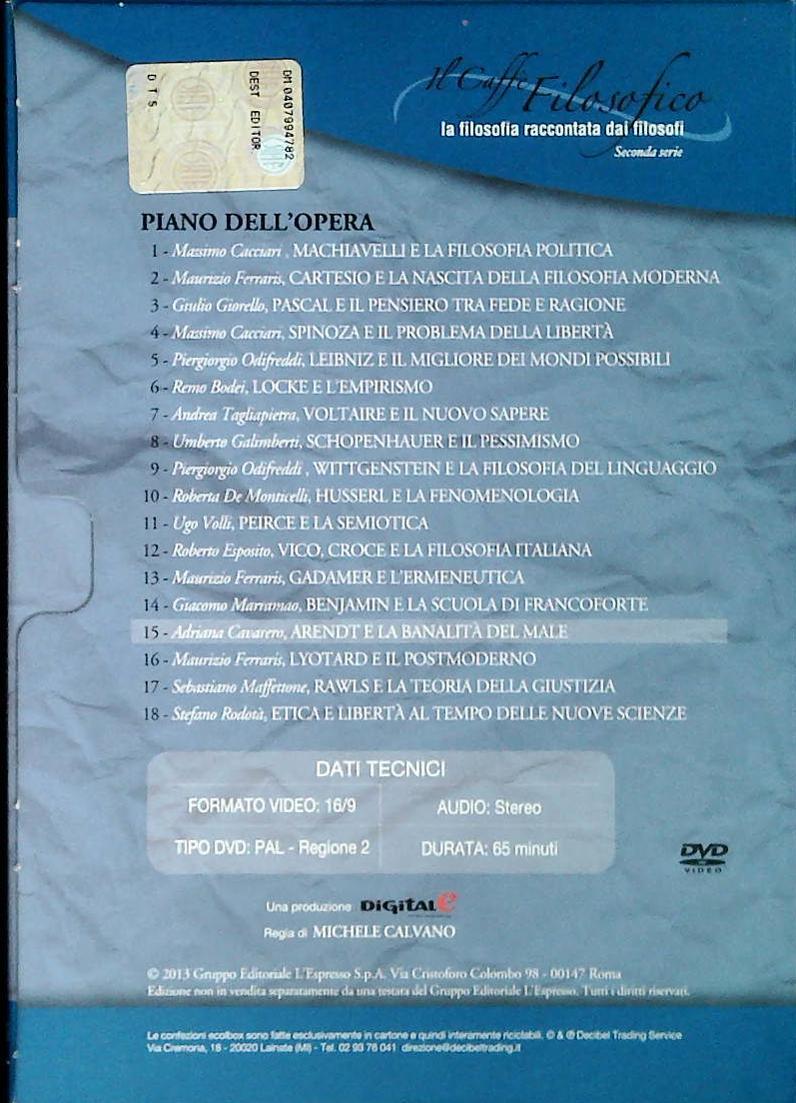 DM 0407994782
DEST EDITOR
DTS
Il Caffè Filosofico
la filosofia raccontata dai filosofi
Seconda serie
PIANO DELL'OPERA
1 - Massimo Cacciari , MACHIAVELLI E LA FILOSOFIA POLITICA
2 - Maurizio Ferraris, CARTESIO E LA NASCITA DELLA FILOSOFIA MODERNA
3 - Giulio Giorello, PASCAL E IL PENSIERO TRA FEDE E RAGIONE
4 - Massimo Cacciari, SPINOZA E IL PROBLEMA DELLA LIBERTÀ
5 - Piergiorgio Odifreddi, LEIBNIZ E IL MIGLIORE DEI MONDI POSSIBILI
6 - Remo Bodei, LOCKE E L'EMPIRISMO
7 - Andrea Tagliapietra, VOLTAIRE E IL NUOVO SAPERE
8 - Umberto Galimberti, SCHOPENHAUER E IL PESSIMISMO
9 - Piergiorgio Odifreddi , WITTGENSTEIN E LA FILOSOFIA DEL LINGUAGGIO
10 - Roberta De Monticelli, HUSSERL E LA FENOMENOLOGIA
11 - Ugo Volli, PEIRCE E LA SEMIOTICA
12 - Roberto Esposito, VICO, CROCE E LA FILOSOFIA ITALIANA
13 - Maurizio Ferraris, GADAMER E L'ERMENEUTICA
14 - Giacomo Marramao, BENJAMIN E LA SCUOLA DI FRANCOFORTE
15 - Adriana Cavarero, ARENDT E LA BANALITÀ DEL MALE
16 - Maurizio Ferraris, LYOTARD E IL POSTMODERNO
17 - Sebastiano Maffettone, RAWLS E LA TEORIA DELLA GIUSTIZIA
18 - Stefano Rodotà, ETICA E LIBERTÀ AL TEMPO DELLE NUOVE SCIENZE
DATI TECNICI
FORMATO VIDEO: 16/9
AUDIO: Stereo
TIPO DVD: PAL - Regione 2
DURATA: 65 minuti
DVD
VIDEO
Una produzione DIGITAL e
Regia di MICHELE CALVANO
© 2013 Gruppo Editoriale L'Espresso S.p.A. Via Cristoforo Colombo 98 - 00147 Roma
Edizione non in vendita separatamente da una testata del Gruppo Editoriale L'Espresso. Tutti i diritti riservati.
Le confezioni ecolbox sono fatte esclusivamente in cartone e quindi interamente riciclabili. © & ® Decibel Trading Service
Via Cremona, 18 - 20020 Lainate (MI) - Tel. 02 93 78 041 direzione@decibeltrading.it